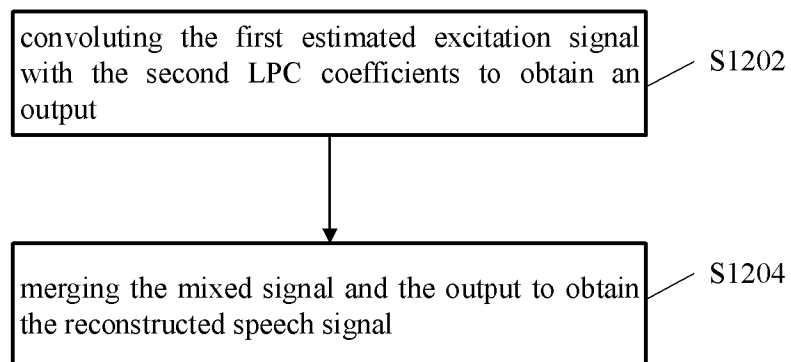 convoluting the first estimated excitation signal
with the second LPC coefficients to obtain an
output
S1202
merging the mixed signal and the output to obtain
the reconstructed speech signal
S1204